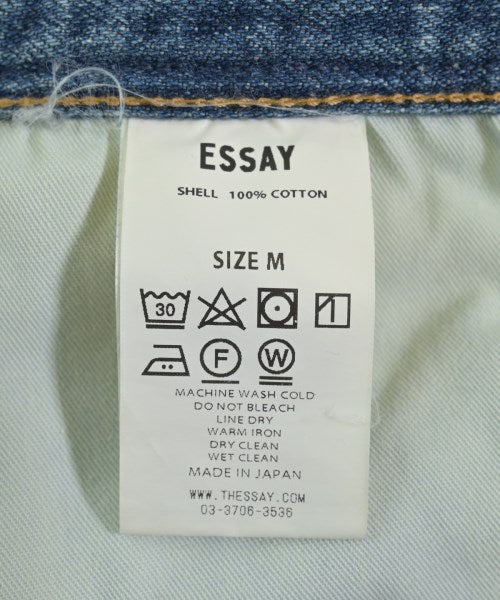 ESSAY
SHELL 100% COTTON
SIZE M
30
F W
MACHINE WASH COLD
DO NOT BLEACH
LINE DRY
WARM IRON
DRY CLEAN
WET CLEAN
MADE IN JAPAN
WWW.THESSAY.COM
03-3706-3536